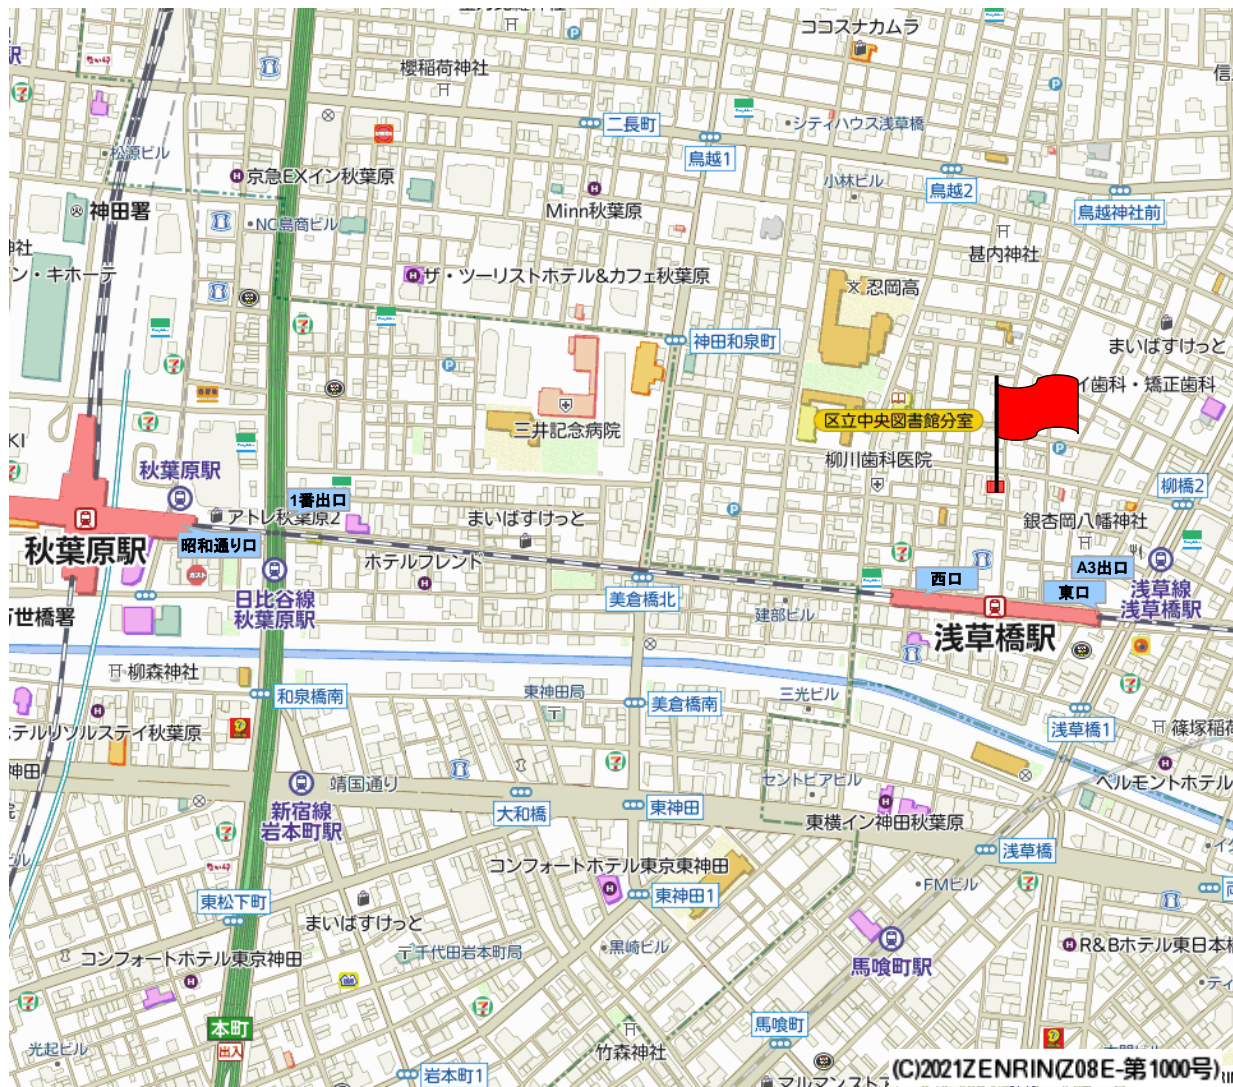 ココスナカムラ
櫻稲荷神社
二長町
シティハウス浅草橋
鳥越1
松源ビル
京急EXイン秋葉原
小林ビル
鳥越2
神田署
NC島商ビル
Minn秋葉原
鳥越神社前
甚内神社
ン・キホーテ
ザ・ツーリストホテル&カフェ秋葉原
忍岡高
神田和泉町
まいばすけっと
イ歯科・矯正歯科
区立中央図書館分室
三井記念病院
柳川歯科医院
秋葉原駅
柳橋2
1番出口
アトレ秋葉原2
まいばすけっと
銀杏岡八幡神社
秋葉原駅
昭和通り口
ホテルフレンド
A3出口
西口
東口
浅草線
浅草橋駅
日比谷線
秋葉原駅
美倉橋北
建部ビル
万世橋署
浅草橋駅
柳森神社
和泉橋南
東神田局
美倉橋南
三光ビル
浅草橋1
篠塚稲荷
テルリソルステイ秋葉原
神田
靖国通り
セントピアビル
ベルモントホテル
新宿線
岩本町駅
大和橋
東神田
東横イン神田秋葉原
浅草橋
コンフォートホテル東京東神田
FMビル
東松下町
東神田1
まいばすけっと
コンフォートホテル東京神田
千代田岩本町局
黒崎ビル
馬喰町駅
R&Bホテル東日本橋
本町
出入
馬喰町
光起ビル
竹森神社
岩本町1
マルマンストア
(C)2021ZENRIN(Z08E-第1000号)